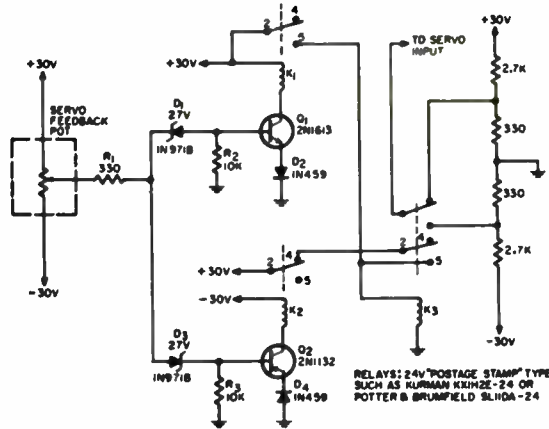 +30V
SERVO
FEEDBACK
POT
-30V
R1
330
D1
27V
1N971B
R2
10K
+30V
2
4
5
K1
Q1
2N1613
D2
1N459
TO SERVO
INPUT
+30V
2.7K
330
330
2.7K
-30V
2
4
5
+30V
-30V
2
4
5
K2
K3
D3
27V
1N971B
R3
10K
Q2
2N1132
D4
1N459
RELAYS: 24V "POSTAGE STAMP" TYPE
SUCH AS KURMAN KX1H2E-24 OR
POTTER & BRUMFIELD SL11DA-24